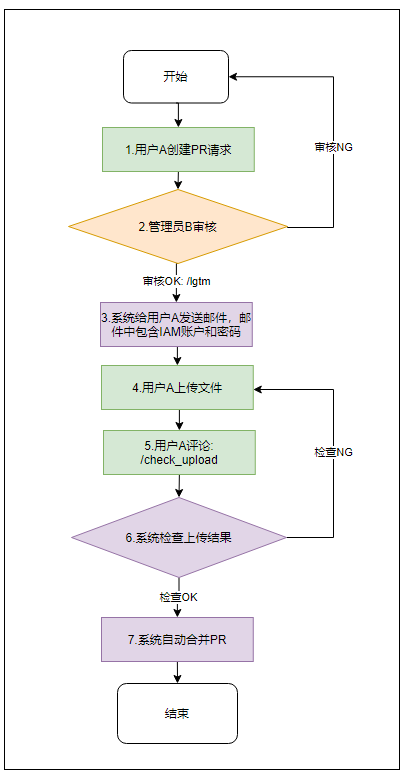 开始
1.用户A创建PR请求
审核NG
2.管理员B审核
审核OK: /lgtm
3.系统给用户A发送邮件，邮
件中包含IAM账户和密码
4.用户A上传文件
5.用户A评论:
/check_upload
检查NG
6.系统检查上传结果
检查OK
7.系统自动合并PR
结束